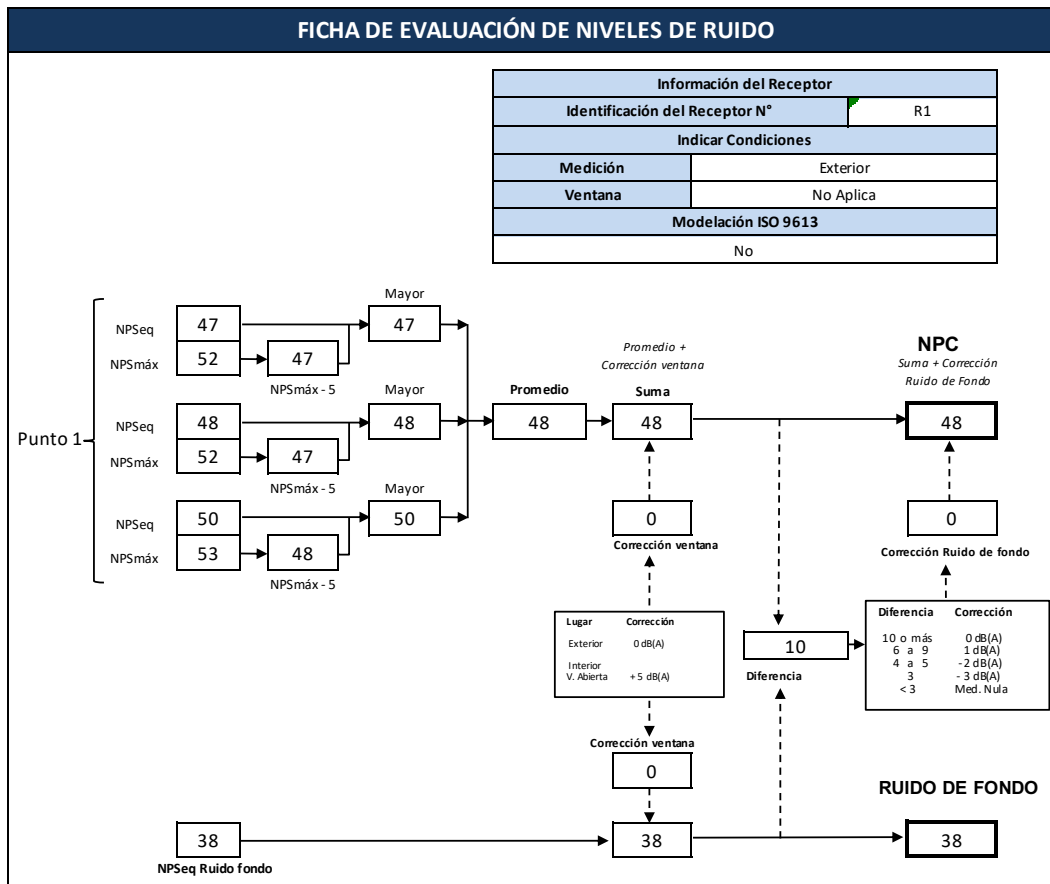 FICHA DE EVALUACIÓN DE NIVELES DE RUIDO
Información del Receptor
Identificación del Receptor N° R1
Indicar Condiciones
Medición Exterior
Ventana No Aplica
Modelación ISO 9613
No
Punto 1
NPSeq 47
NPSmáx 52
47
NPSmáx - 5
Mayor
47
NPSeq 48
NPSmáx 52
47
NPSmáx - 5
Mayor
48
NPSeq 50
NPSmáx 53
48
NPSmáx - 5
Mayor
50
Promedio
48
Promedio +
Corrección ventana
Suma
48
0
Corrección ventana
NPC
Suma + Corrección
Ruido de Fondo
48
0
Corrección Ruido de fondo
Lugar Corrección
Exterior 0 dB(A)
Interior
V. Abierta + 5 dB(A)
10
Diferencia
Diferencia Corrección
10 o más 0 dB(A)
6 a 9 1 dB(A)
4 a 5 -2 dB(A)
3 - 3 dB(A)
< 3 Med. Nula
Corrección ventana
0
RUIDO DE FONDO
38
NPSeq Ruido fondo
38
38